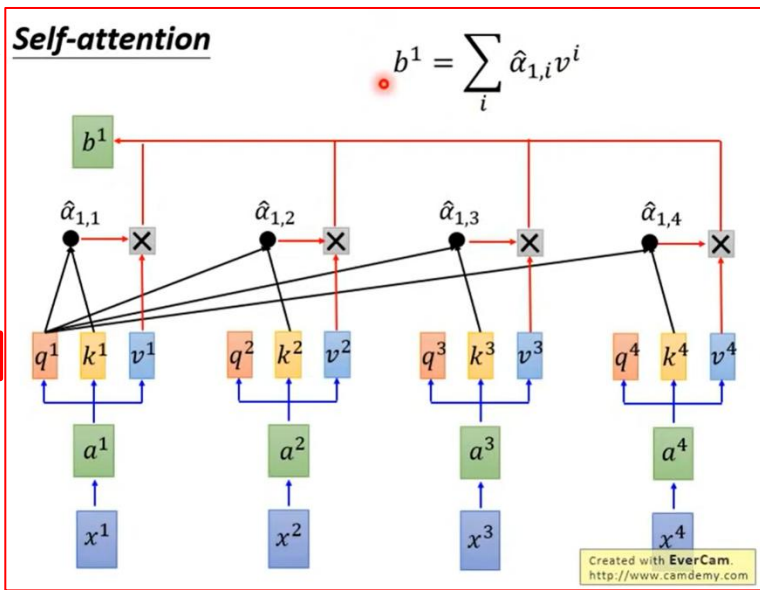 Self-attention
b¹ = ∑ᵢ α̂₁,ᵢvⁱ
b¹
α̂₁,₁ α̂₁,₂ α̂₁,₃ α̂₁,₄
q¹ k¹ v¹ q² k² v² q³ k³ v³ q⁴ k⁴ v⁴
a¹ a² a³ a⁴
x¹ x² x³ x⁴
Created with EverCam.
http://www.camdemy.com